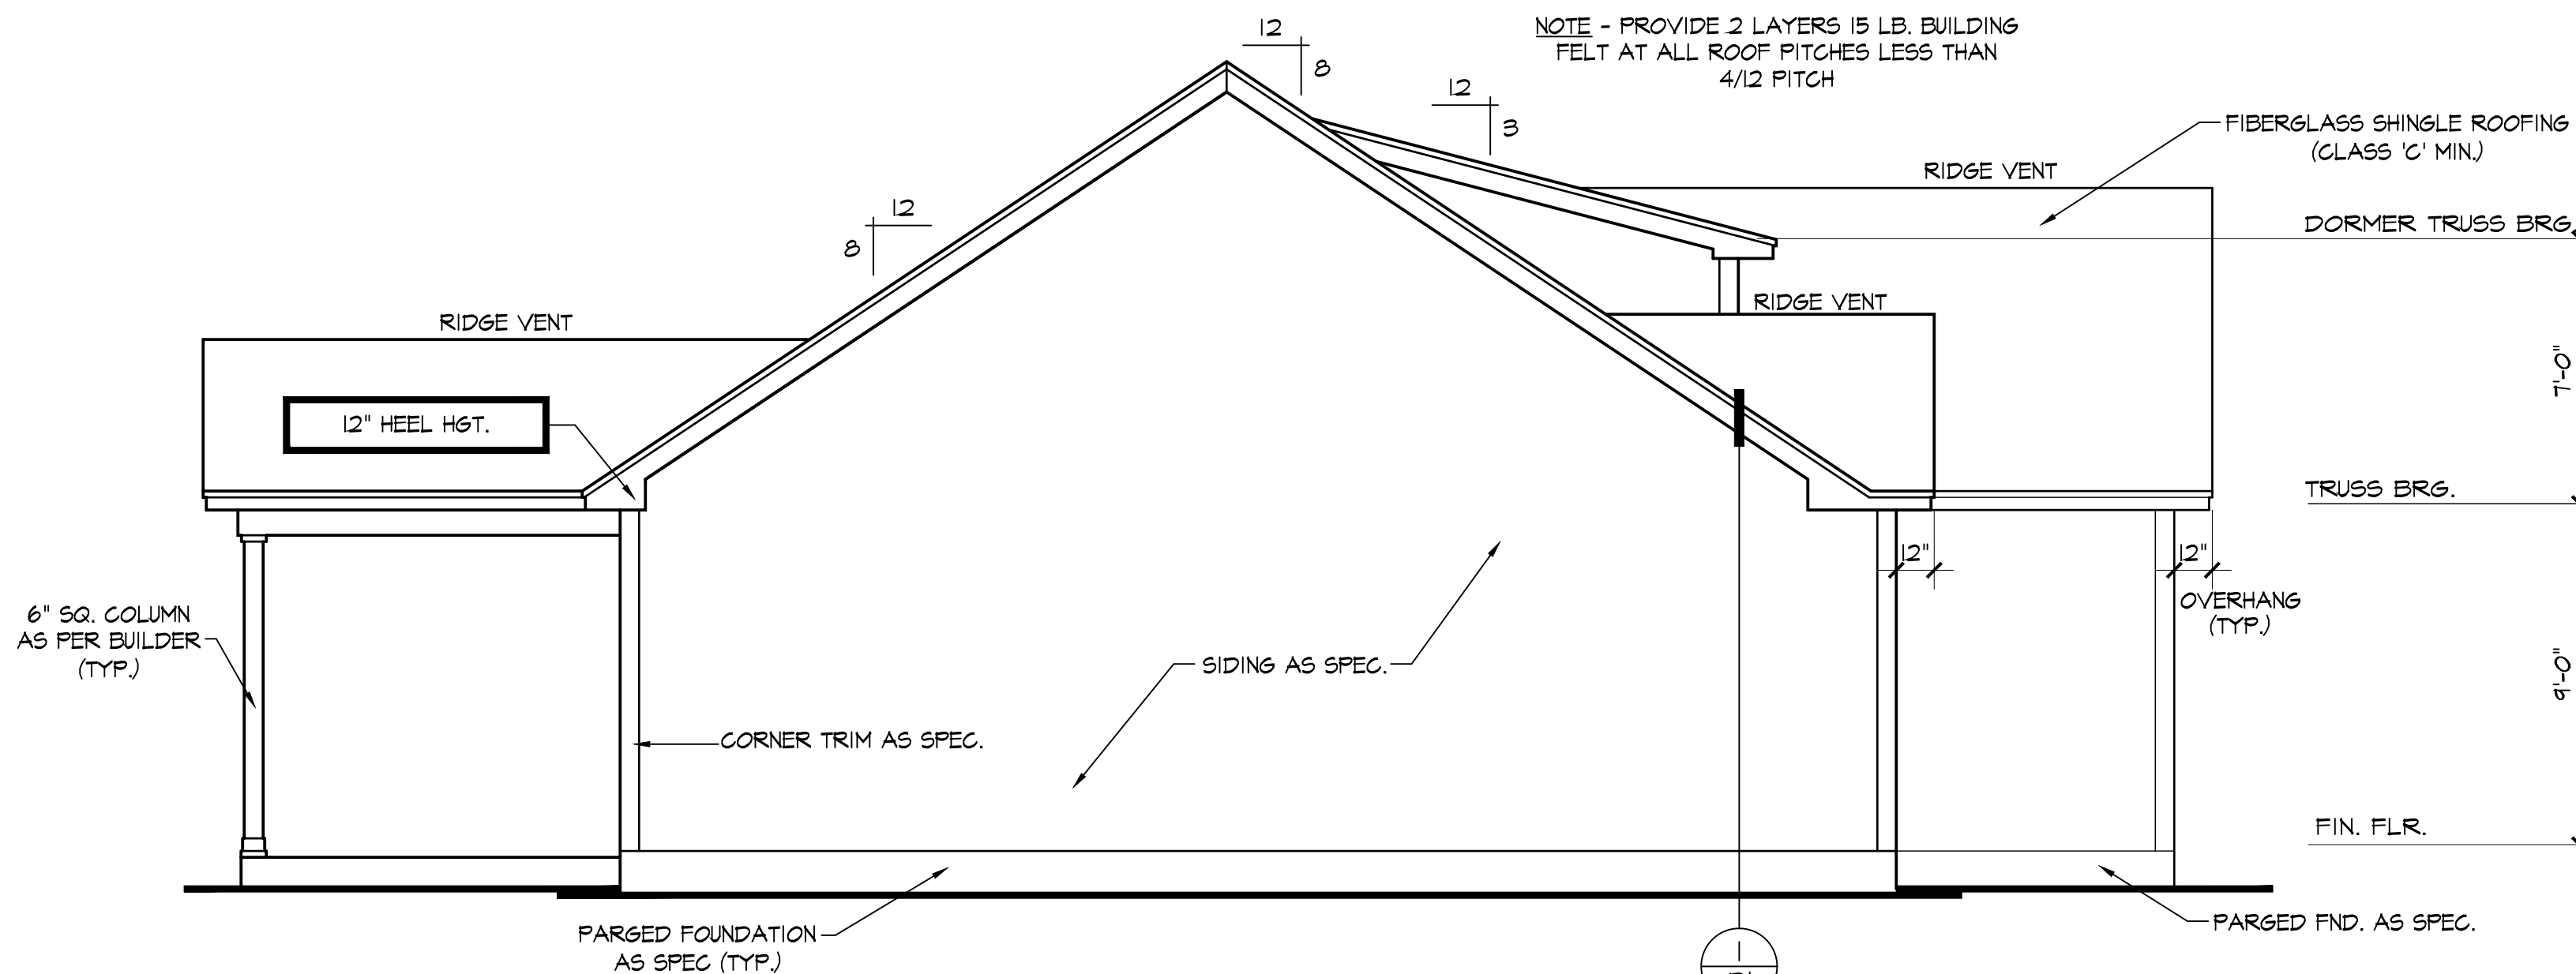 NOTE - PROVIDE 2 LAYERS 15 LB. BUILDING
FELT AT ALL ROOF PITCHES LESS THAN
4/12 PITCH
12
8
12
3
FIBERGLASS SHINGLE ROOFING
(CLASS 'C' MIN.)
RIDGE VENT
12
8
DORMER TRUSS BRG.
RIDGE VENT
RIDGE VENT
7'-0"
12" HEEL HGT.
TRUSS BRG.
12"
12"
OVERHANG
(TYP.)
6" SQ. COLUMN
AS PER BUILDER
(TYP.)
SIDING AS SPEC.
9'-0"
CORNER TRIM AS SPEC.
FIN. FLR.
PARGED FND. AS SPEC.
PARGED FOUNDATION
AS SPEC (TYP.)
1